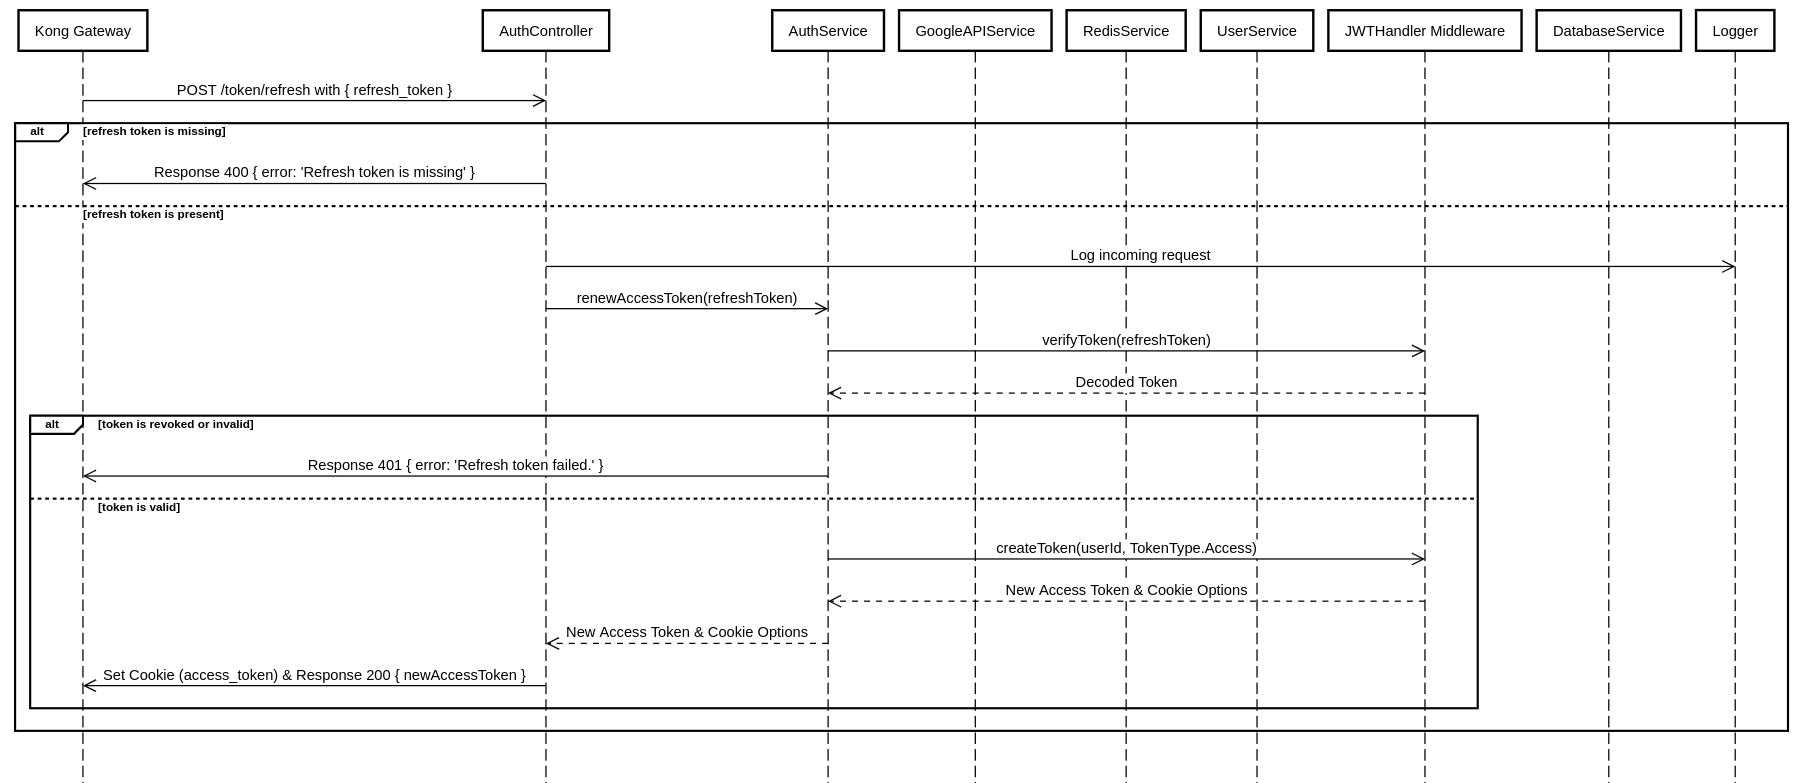 Kong Gateway
AuthController
AuthService
GoogleAPIService
RedisService
UserService
JWTHandler Middleware
DatabaseService
Logger
POST /token/refresh with { refresh_token }
alt
[refresh token is missing]
Response 400 { error: 'Refresh token is missing' }
[refresh token is present]
Log incoming request
renewAccessToken(refreshToken)
verifyToken(refreshToken)
Decoded Token
alt
[token is revoked or invalid]
Response 401 { error: 'Refresh token failed.' }
[token is valid]
createToken(userId, TokenType.Access)
New Access Token & Cookie Options
New Access Token & Cookie Options
Set Cookie (access_token) & Response 200 { newAccessToken }